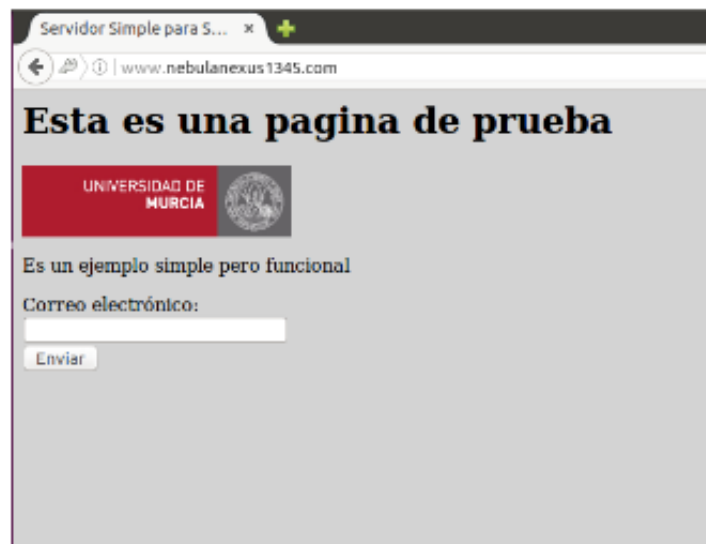 Servidor Simple para S...
www.nebulanexus1345.com
Esta es una pagina de prueba
UNIVERSIDAD DE
MURCIA
Es un ejemplo simple pero funcional
Correo electrónico:
Enviar